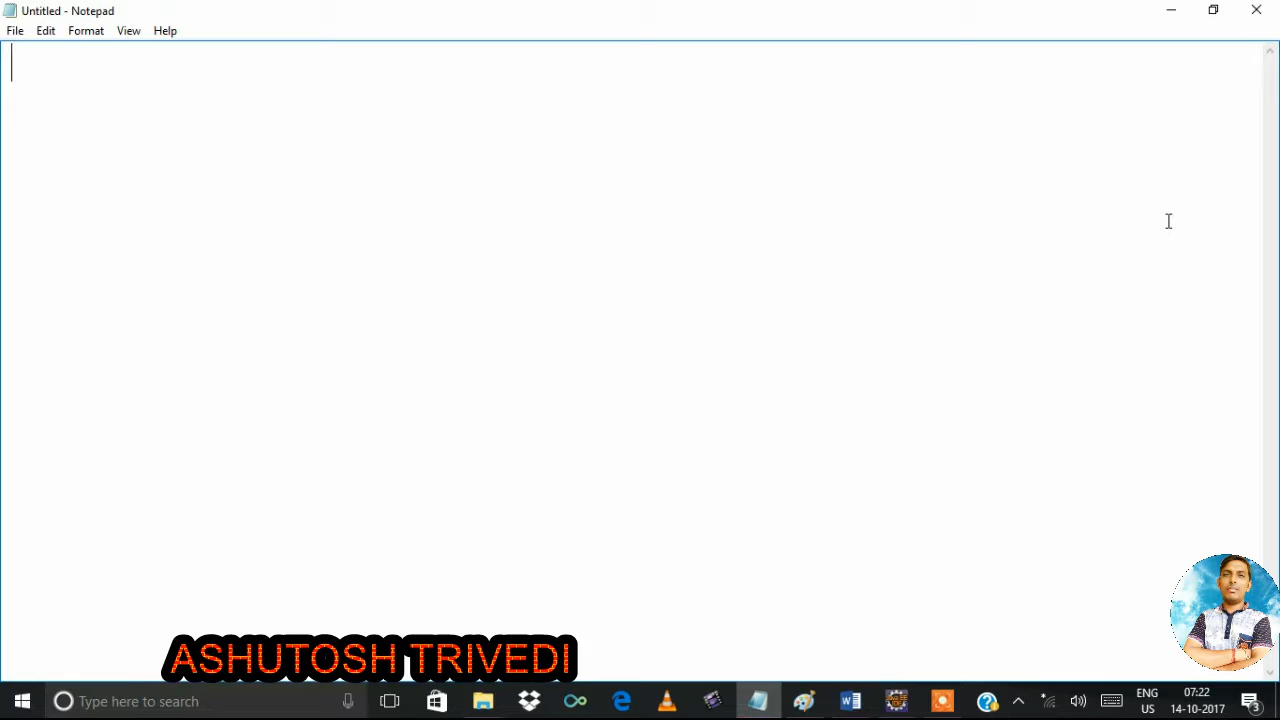 Untitled - Notepad
File Edit Format View Help
ASHUTOSH TRIVEDI
Type here to search
ENG
US
07:22
14-10-2017
3